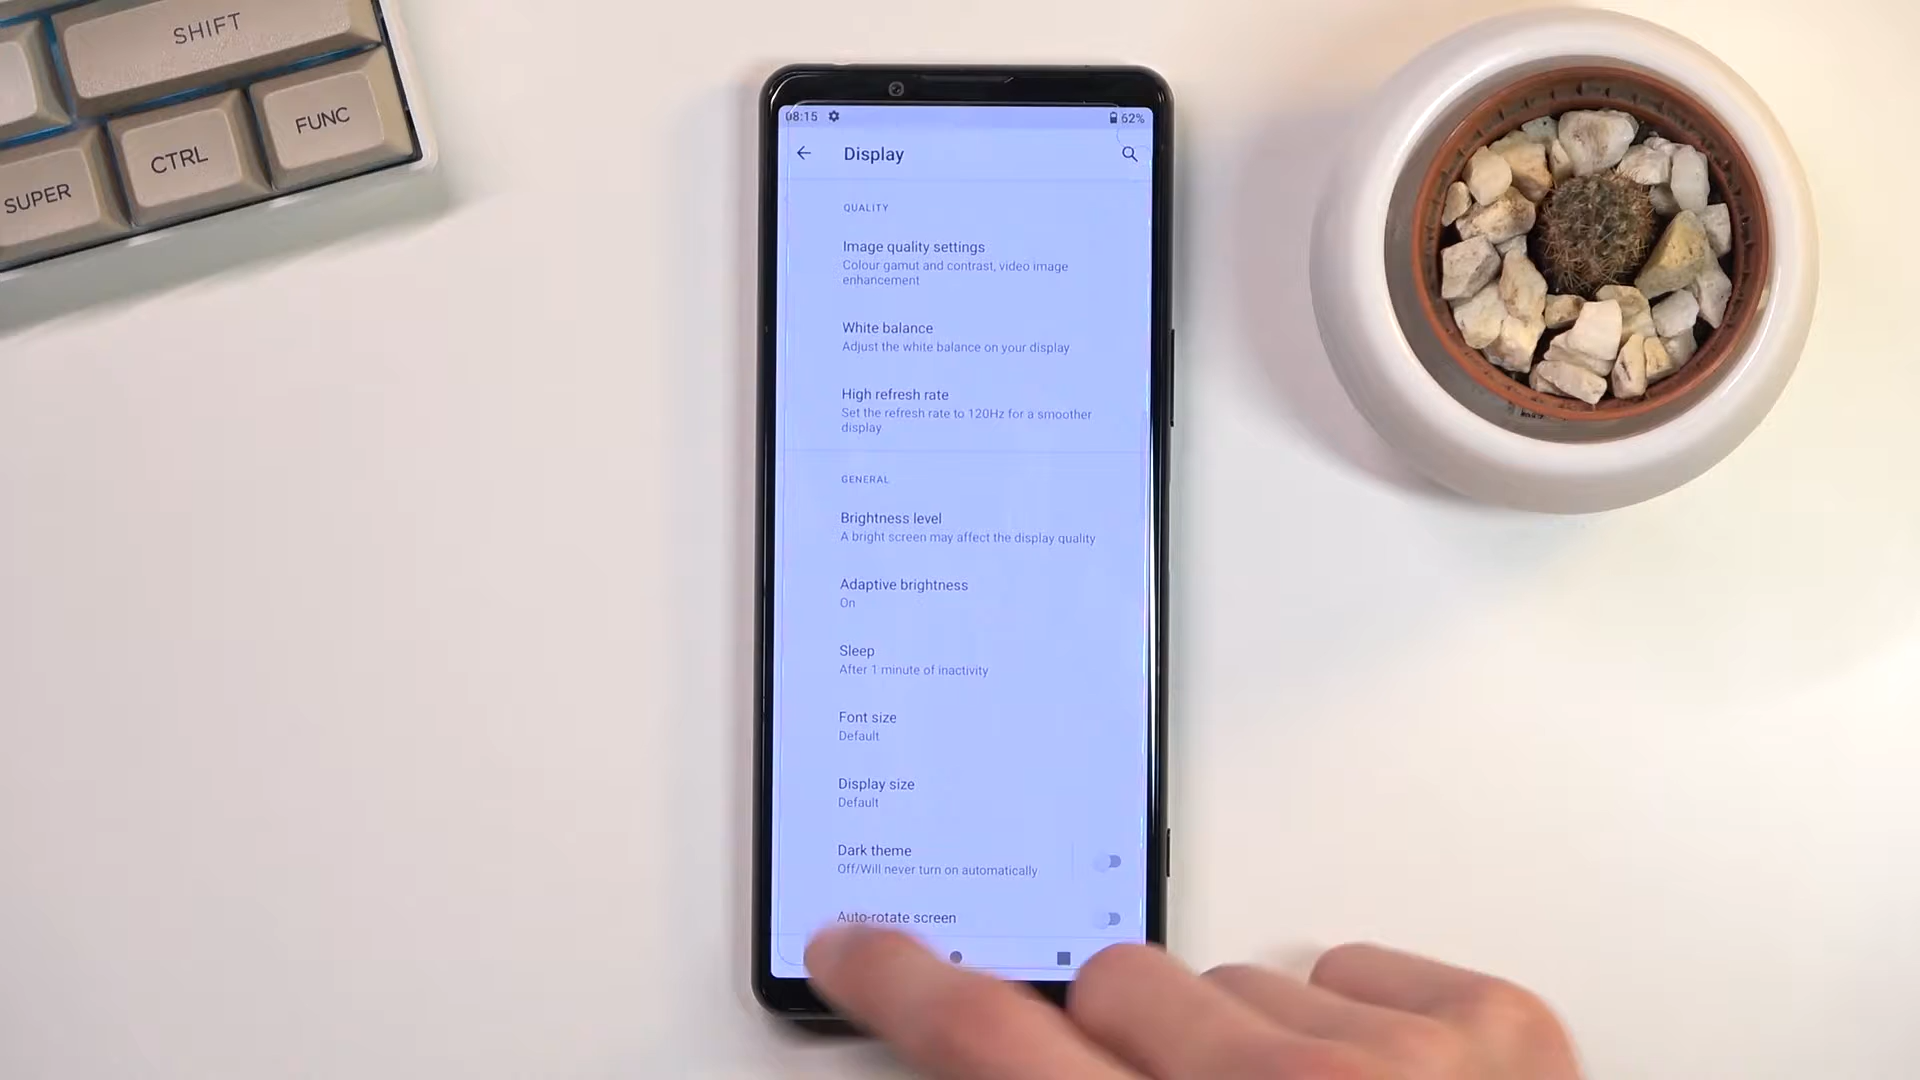 SHIFT
FUNC
CTRL
SUPER
08:15
62%
Display
QUALITY
Image quality settings
Colour gamut and contrast, video image
enhancement
White balance
Adjust the white balance on your display
High refresh rate
Set the refresh rate to 120Hz for a smoother
display
GENERAL
Brightness level
A bright screen may affect the display quality
Adaptive brightness
On
Sleep
After 1 minute of inactivity
Font size
Default
Display size
Default
Dark theme
Off/Will never turn on automatically
Auto-rotate screen